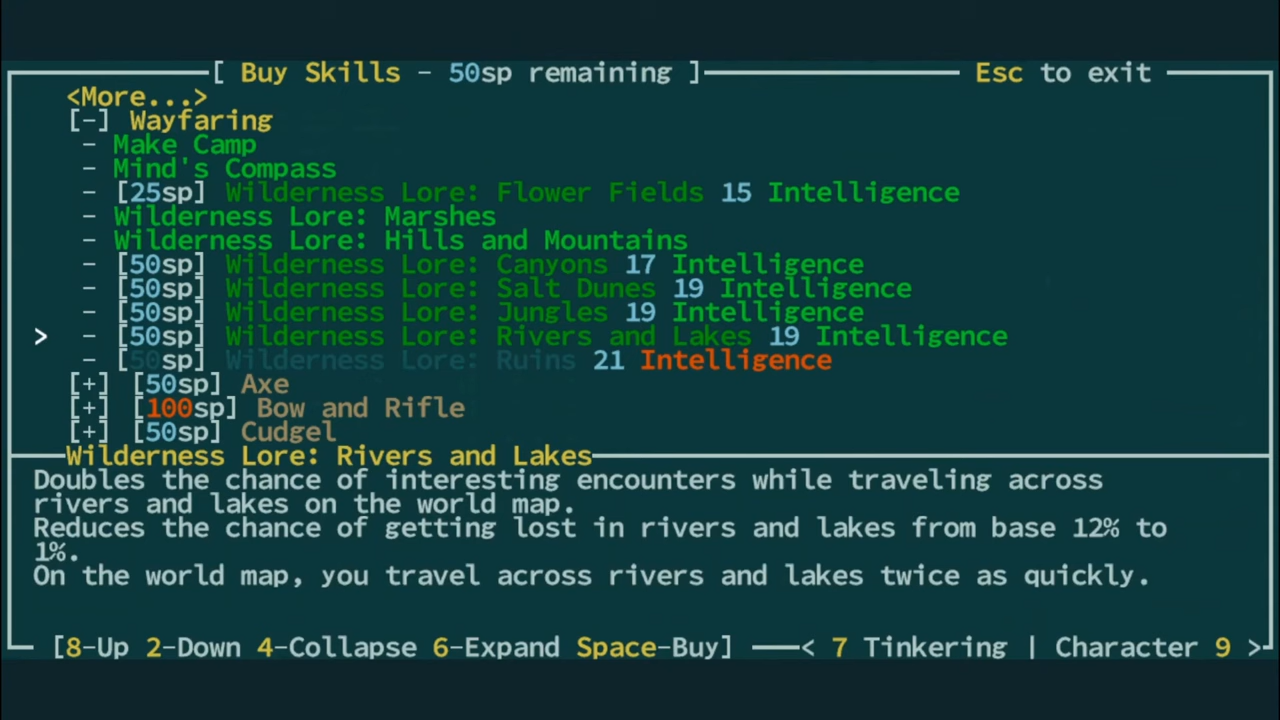 [ Buy Skills - 50sp remaining ] Esc to exit
<More...>
[-] Wayfaring
- Make Camp
- Mind's Compass
- [25sp] Wilderness Lore: Flower Fields 15 Intelligence
- Wilderness Lore: Marshes
- Wilderness Lore: Hills and Mountains
- [50sp] Wilderness Lore: Canyons 17 Intelligence
- [50sp] Wilderness Lore: Salt Dunes 19 Intelligence
- [50sp] Wilderness Lore: Jungles 19 Intelligence
> - [50sp] Wilderness Lore: Rivers and Lakes 19 Intelligence
- [50sp] Wilderness Lore: Ruins 21 Intelligence
[+] [50sp] Axe
[+] [100sp] Bow and Rifle
[+] [50sp] Cudgel
Wilderness Lore: Rivers and Lakes
Doubles the chance of interesting encounters while traveling across
rivers and lakes on the world map.
Reduces the chance of getting lost in rivers and lakes from base 12% to
1%.
On the world map, you travel across rivers and lakes twice as quickly.
[8-Up 2-Down 4-Collapse 6-Expand Space-Buy] < 7 Tinkering | Character 9 >